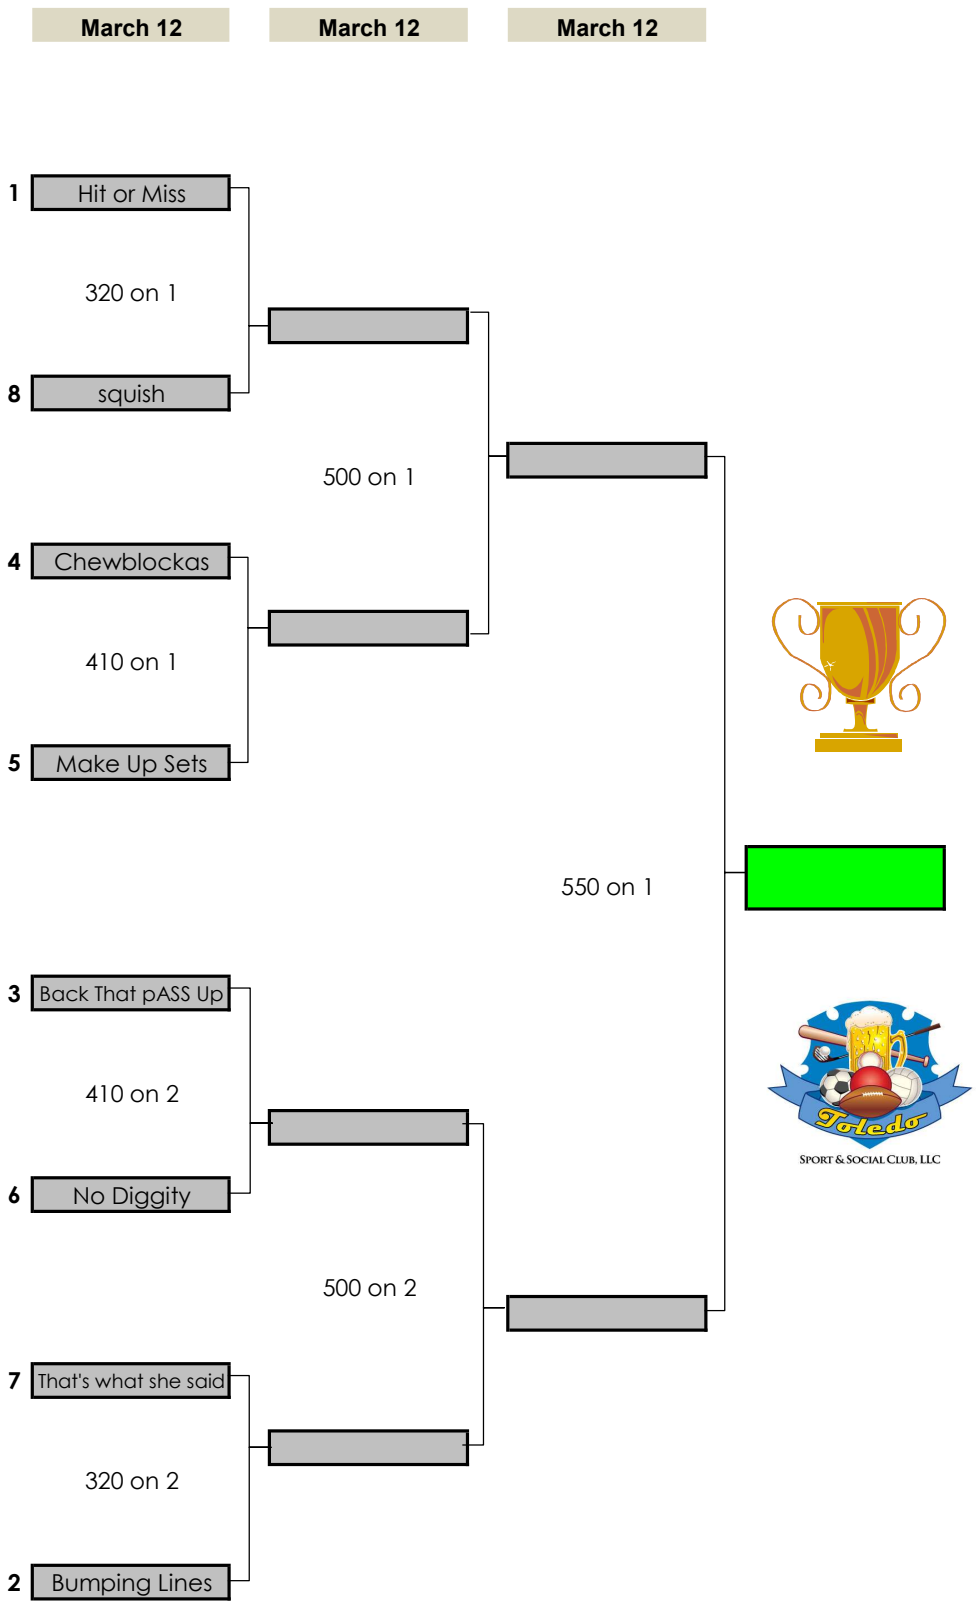 March 12
March 12
March 12
1 Hit or Miss
320 on 1
8 squish
500 on 1
4 Chewblockas
410 on 1
5 Make Up Sets
550 on 1
3 Back That pASS Up
410 on 2
6 No Diggity
500 on 2
7 That's what she said
320 on 2
2 Bumping Lines
Toledo
SPORT & SOCIAL CLUB, LLC